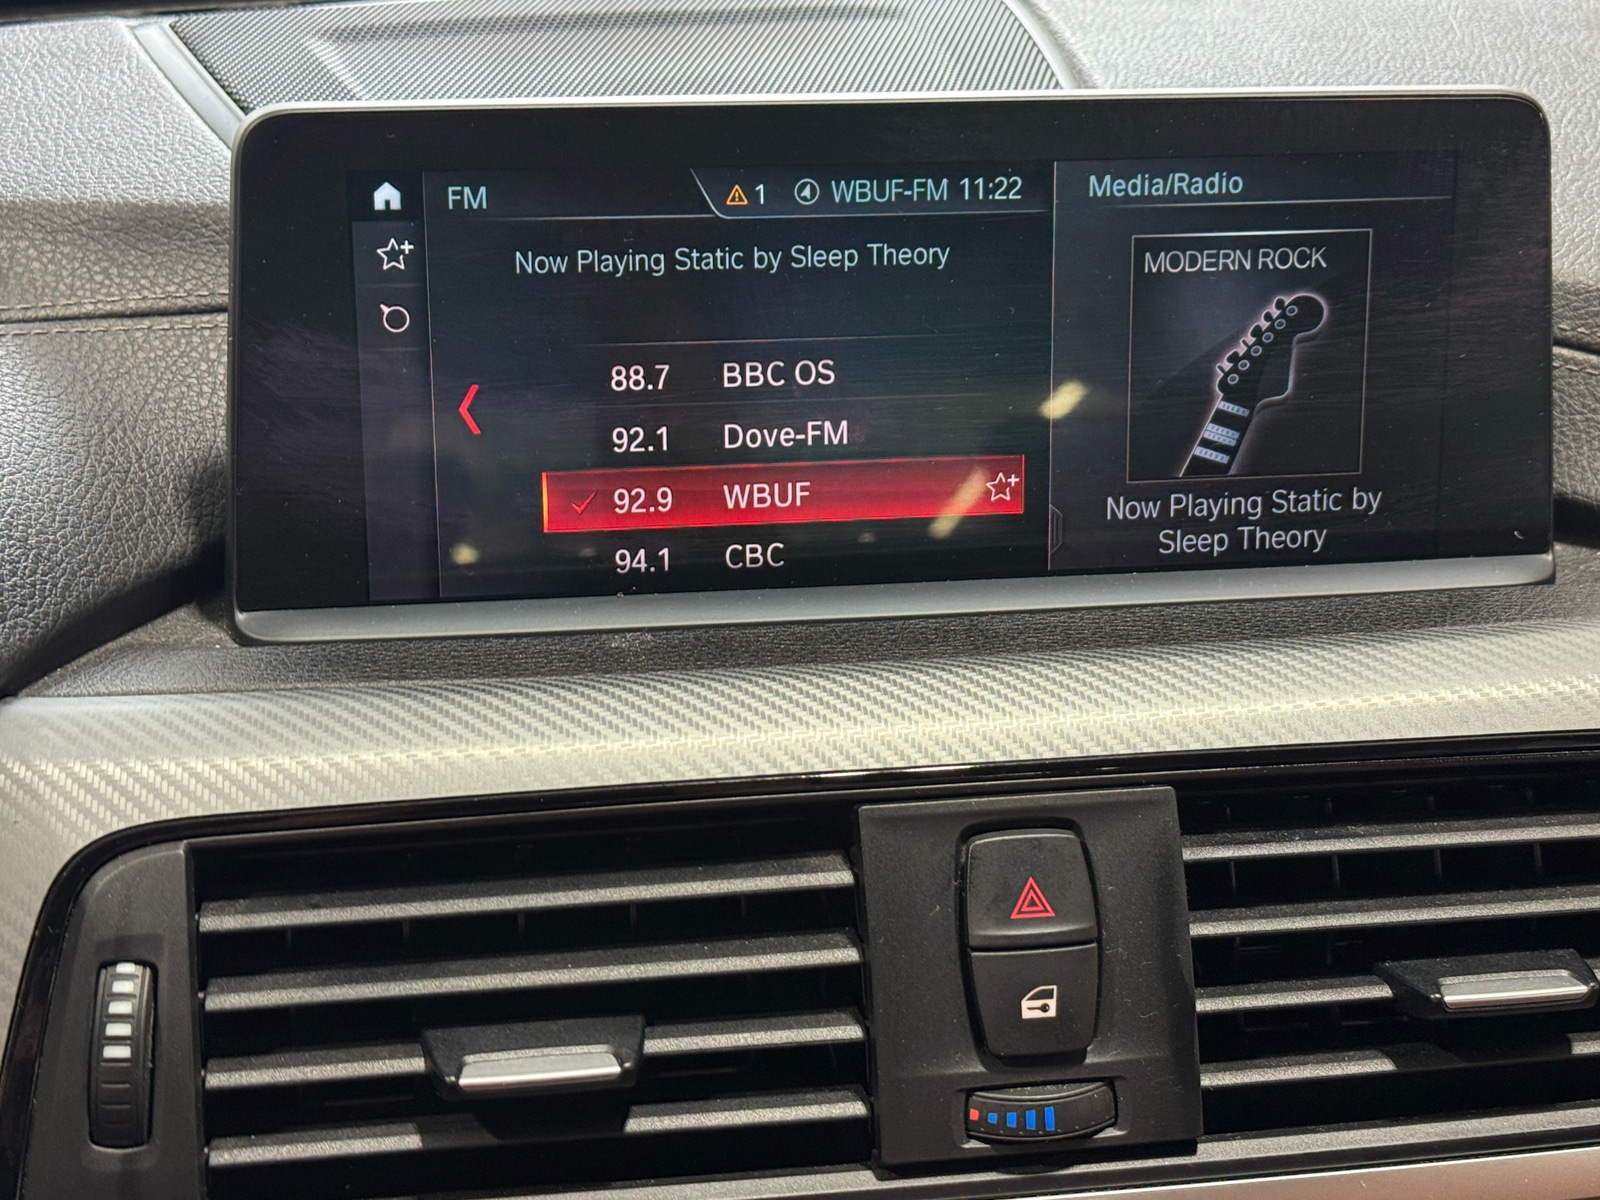 FM
1 WBUF-FM 11:22
Now Playing Static by Sleep Theory
88.7 BBC OS
92.1 Dove-FM
92.9 WBUF
94.1 CBC
Media/Radio
MODERN ROCK
Now Playing Static by
Sleep Theory